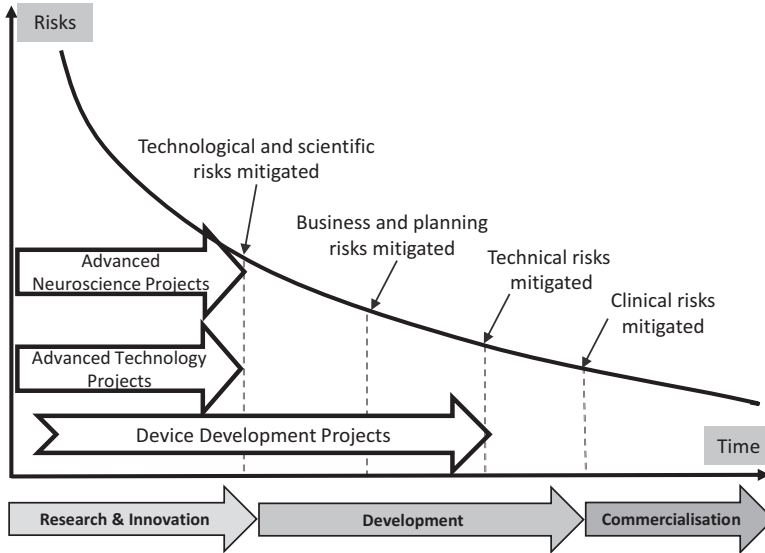 Risks
Technological and scientific
risks mitigated
Business and planning
risks mitigated
Technical risks
mitigated
Clinical risks
mitigated
Advanced
Neuroscience Projects
Advanced Technology
Projects
Device Development Projects
Time
Research & Innovation
Development
Commercialisation